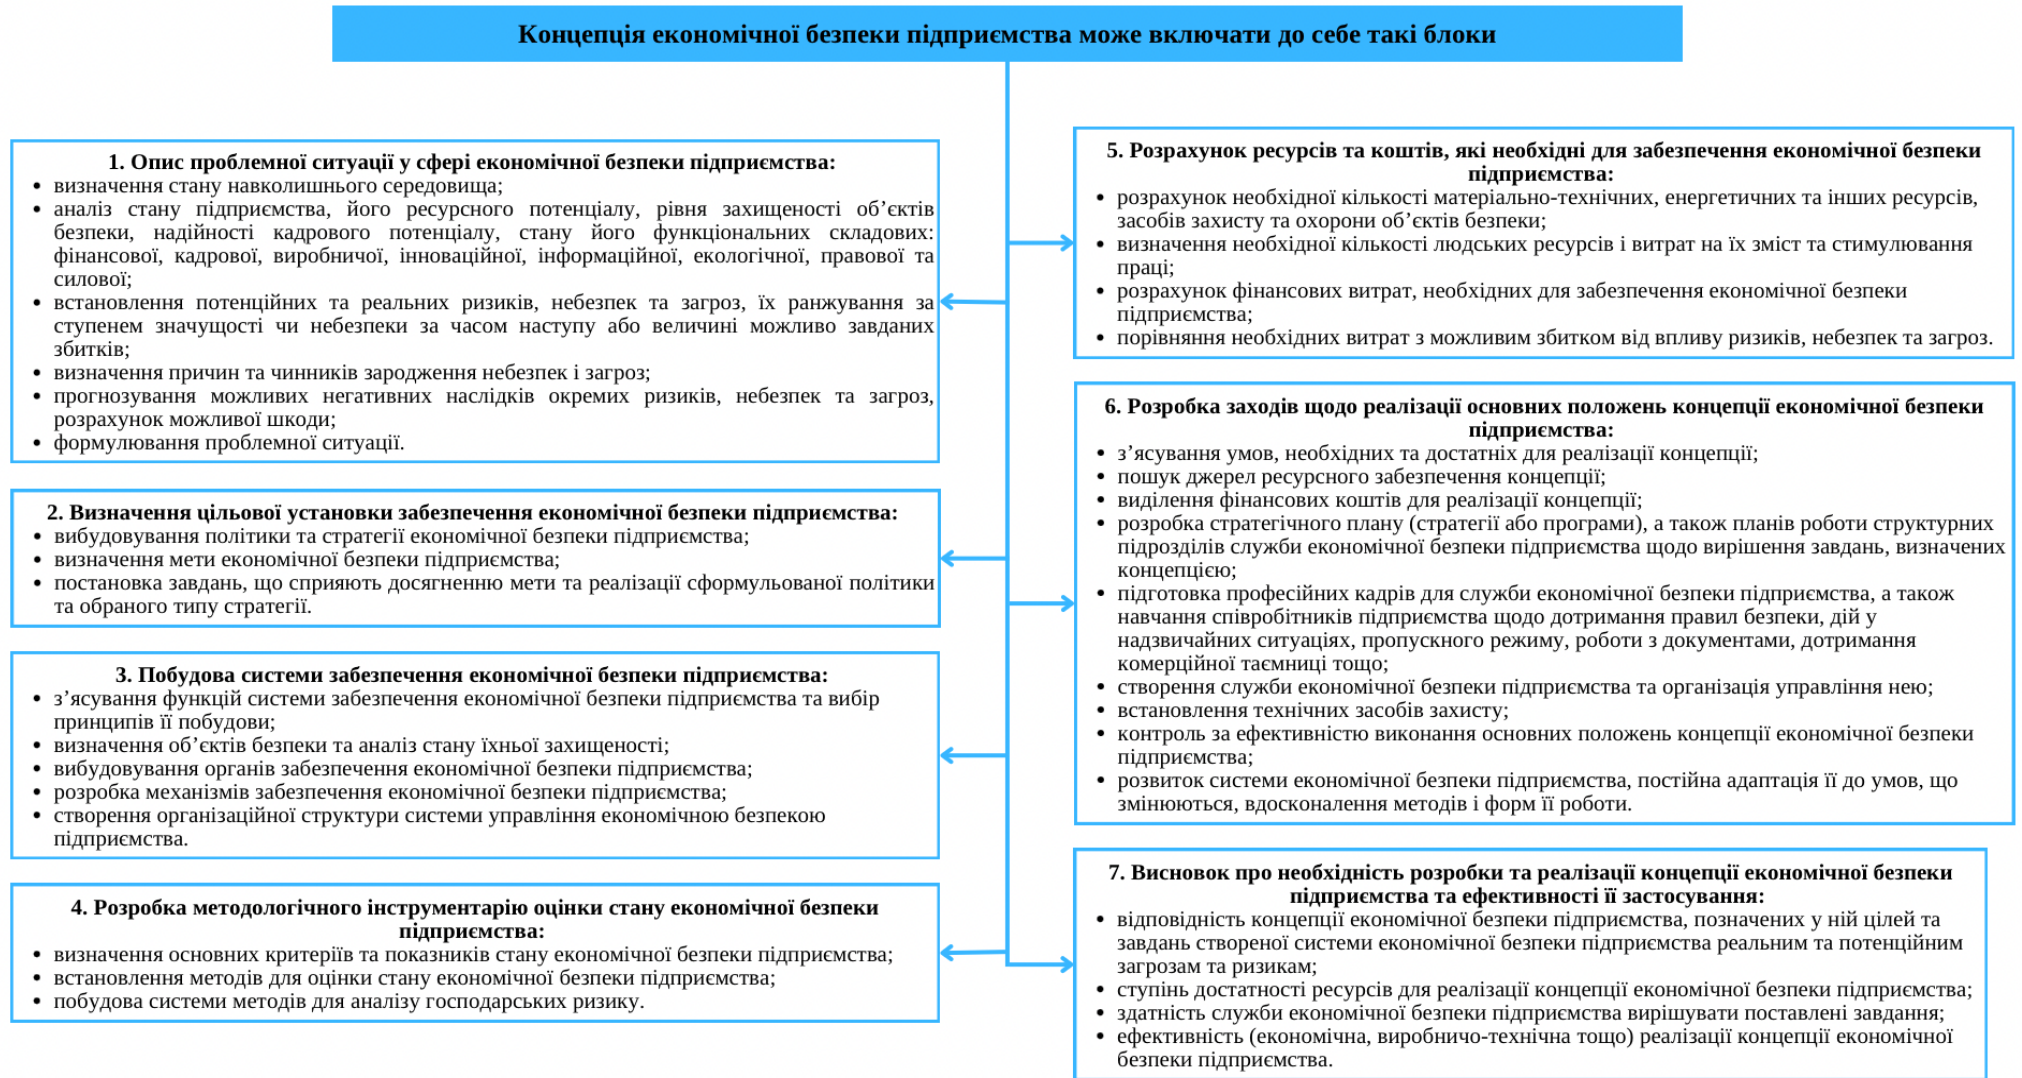 Концепція економічної безпеки підприємства може включати до себе такі блоки
1. Опис проблемної ситуації у сфері економічної безпеки підприємства:
• визначення стану навколишнього середовища;
• аналіз стану підприємства, його ресурсного потенціалу, рівня захищеності об’єктів
безпеки, надійності кадрового потенціалу, стану його функціональних складових:
фінансової, кадрової, виробничої, інноваційної, інформаційної, екологічної, правової та
силової;
• встановлення потенційних та реальних ризиків, небезпек та загроз, їх ранжування за
ступенем значущості чи небезпеки за часом наступу або величині можливо завданих
збитків;
• визначення причин та чинників зародження небезпек і загроз;
• прогнозування можливих негативних наслідків окремих ризиків, небезпек та загроз,
розрахунок можливої шкоди;
• формулювання проблемної ситуації.
2. Визначення цільової установки забезпечення економічної безпеки підприємства:
• вибудовування політики та стратегії економічної безпеки підприємства;
• визначення мети економічної безпеки підприємства;
• постановка завдань, що сприяють досягненню мети та реалізації сформульованої політики
та обраного типу стратегії.
3. Побудова системи забезпечення економічної безпеки підприємства:
• з’ясування функцій системи забезпечення економічної безпеки підприємства та вибір
принципів її побудови;
• визначення об’єктів безпеки та аналіз стану їхньої захищеності;
• вибудовування органів забезпечення економічної безпеки підприємства;
• розробка механізмів забезпечення економічної безпеки підприємства;
• створення організаційної структури системи управління економічною безпекою
підприємства.
4. Розробка методологічного інструментарію оцінки стану економічної безпеки
підприємства:
• визначення основних критеріїв та показників стану економічної безпеки підприємства;
• встановлення методів для оцінки стану економічної безпеки підприємства;
• побудова системи методів для аналізу господарських ризику.
5. Розрахунок ресурсів та коштів, які необхідні для забезпечення економічної безпеки
підприємства:
• розрахунок необхідної кількості матеріально-технічних, енергетичних та інших ресурсів,
засобів захисту та охорони об’єктів безпеки;
• визначення необхідної кількості людських ресурсів і витрат на їх зміст та стимулювання
праці;
• розрахунок фінансових витрат, необхідних для забезпечення економічної безпеки
підприємства;
• порівняння необхідних витрат з можливим збитком від впливу ризиків, небезпек та загроз.
6. Розробка заходів щодо реалізації основних положень концепції економічної безпеки
підприємства:
• з’ясування умов, необхідних та достатніх для реалізації концепції;
• пошук джерел ресурсного забезпечення концепції;
• виділення фінансових коштів для реалізації концепції;
• розробка стратегічного плану (стратегії або програми), а також планів роботи структурних
підрозділів служби економічної безпеки підприємства щодо вирішення завдань, визначених
концепцією;
• підготовка професійних кадрів для служби економічної безпеки підприємства, а також
навчання співробітників підприємства щодо дотримання правил безпеки, дій у
надзвичайних ситуаціях, пропускного режиму, роботи з документами, дотримання
комерційної таємниці тощо;
• створення служби економічної безпеки підприємства та організація управління нею;
• встановлення технічних засобів захисту;
• контроль за ефективністю виконання основних положень концепції економічної безпеки
підприємства;
• розвиток системи економічної безпеки підприємства, постійна адаптація її до умов, що
змінюються, вдосконалення методів і форм її роботи.
7. Висновок про необхідність розробки та реалізації концепції економічної безпеки
підприємства та ефективності її застосування:
• відповідність концепції економічної безпеки підприємства, позначених у ній цілей та
завдань створеної системи економічної безпеки підприємства реальним та потенційним
загрозам та ризикам;
• ступінь достатності ресурсів для реалізації концепції економічної безпеки підприємства;
• здатність служби економічної безпеки підприємства вирішувати поставлені завдання;
• ефективність (економічна, виробничо-технічна тощо) реалізації концепції економічної
безпеки підприємства.